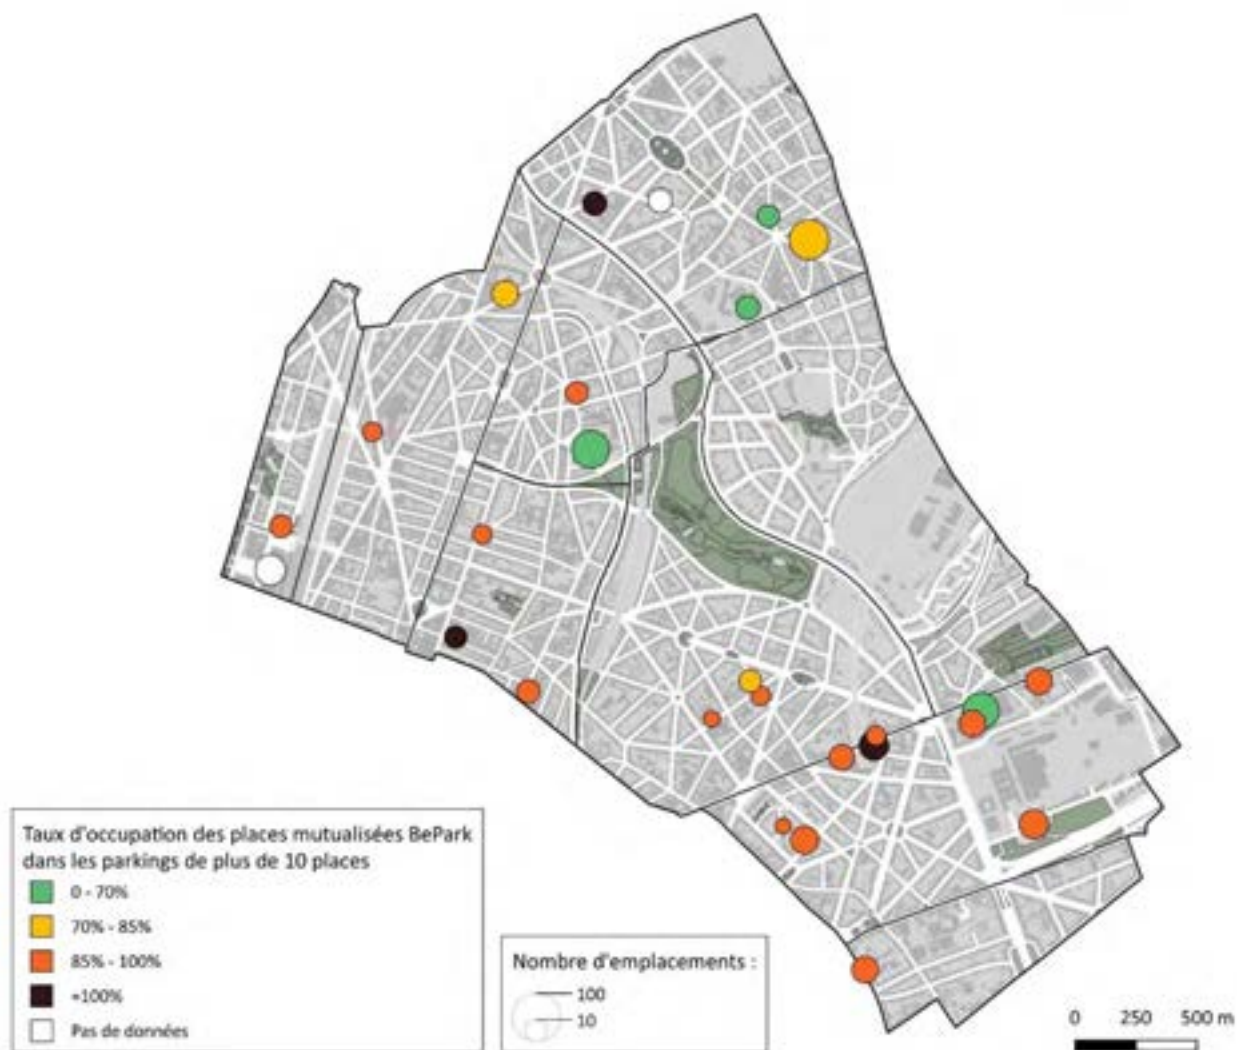 Taux d'occupation des places mutualisées BePark
dans les parkings de plus de 10 places
0 - 70%
70% - 85%
85% - 100%
+100%
Pas de données
Nombre d'emplacements :
100
10
0 250 500 m